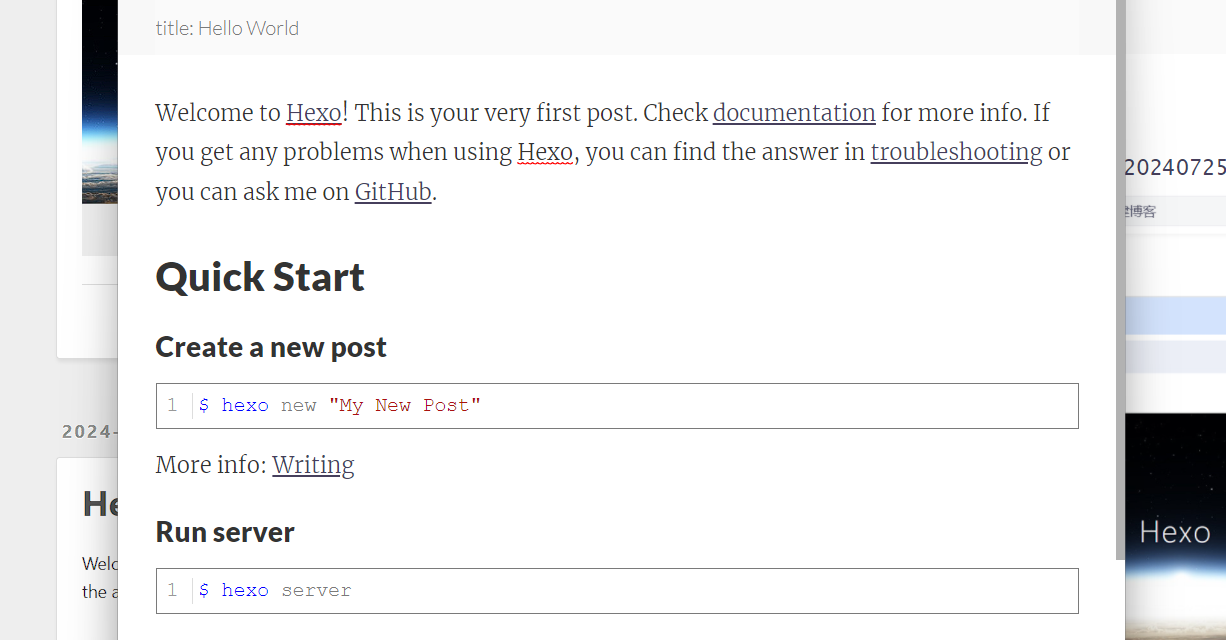 title: Hello World
Welcome to Hexo! This is your very first post. Check documentation for more info. If
you get any problems when using Hexo, you can find the answer in troubleshooting or
you can ask me on GitHub.
Quick Start
Create a new post
1 $ hexo new "My New Post"
More info: Writing
Run server
1 $ hexo server
2024-
He
Welc
the a
20240725
博客
Hexo